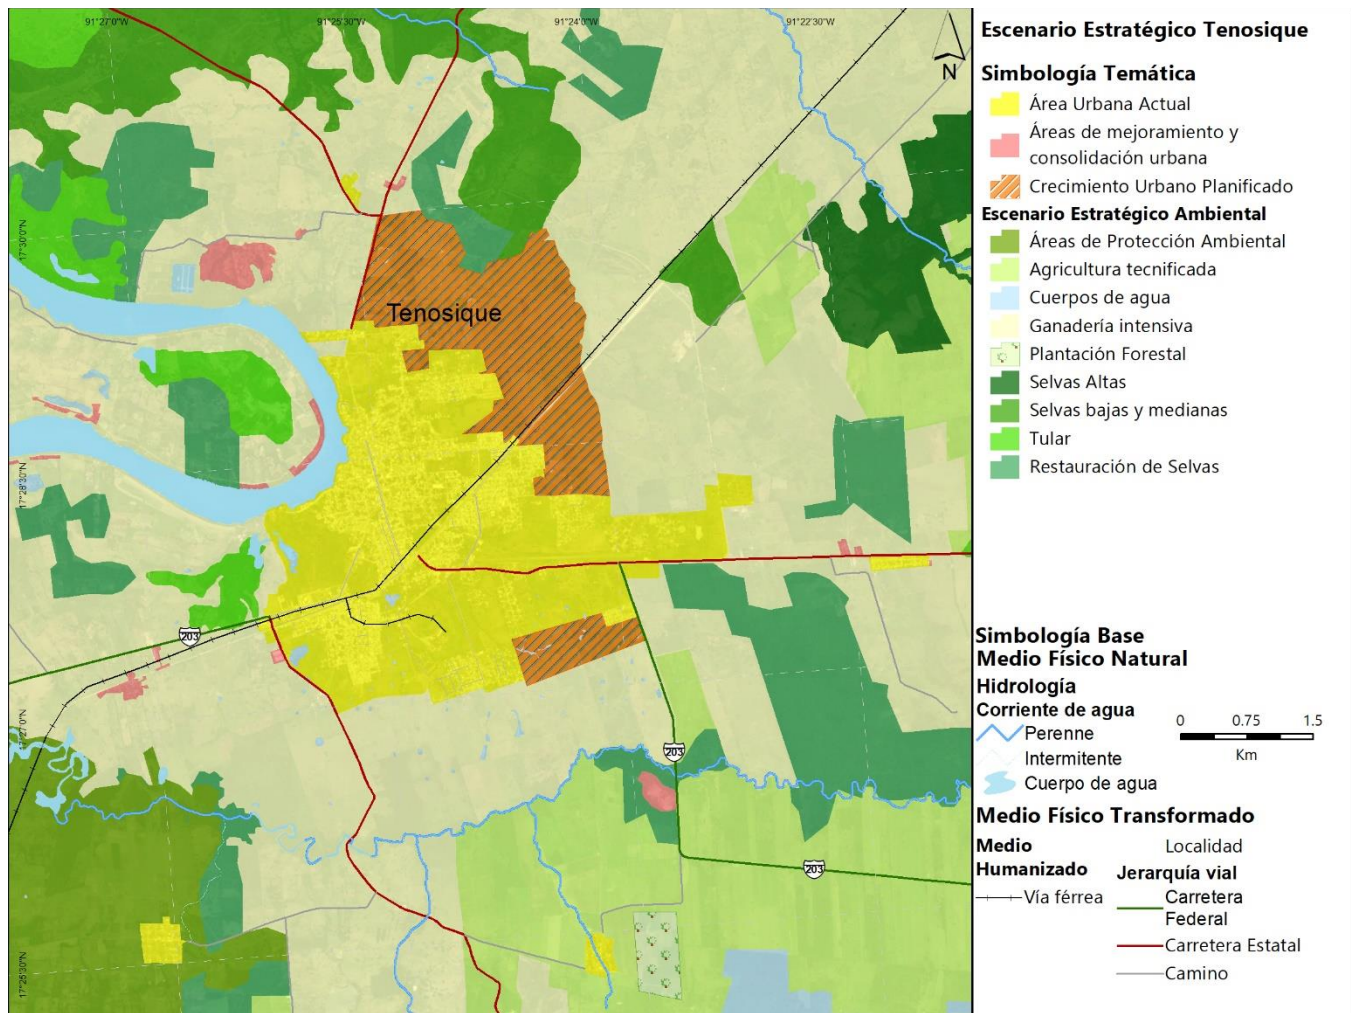 91°27'0"W
91°25'30"W
91°24'0"W
91°22'30"W
17°30'0"N
17°28'30"N
17°27'0"N
17°25'30"N
N
Tenosique
203
203
203
Escenario Estratégico Tenosique
Simbología Temática
Área Urbana Actual
Áreas de mejoramiento y
consolidación urbana
Crecimiento Urbano Planificado
Escenario Estratégico Ambiental
Áreas de Protección Ambiental
Agricultura tecnificada
Cuerpos de agua
Ganadería intensiva
Plantación Forestal
Selvas Altas
Selvas bajas y medianas
Tular
Restauración de Selvas
Simbología Base
Medio Físico Natural
Hidrología
Corriente de agua
Perenne
Intermitente
Cuerpo de agua
0 0.75 1.5
Km
Medio Físico Transformado
Medio
Humanizado
Vía férrea
Localidad
Jerarquía vial
Carretera
Federal
Carretera Estatal
Camino